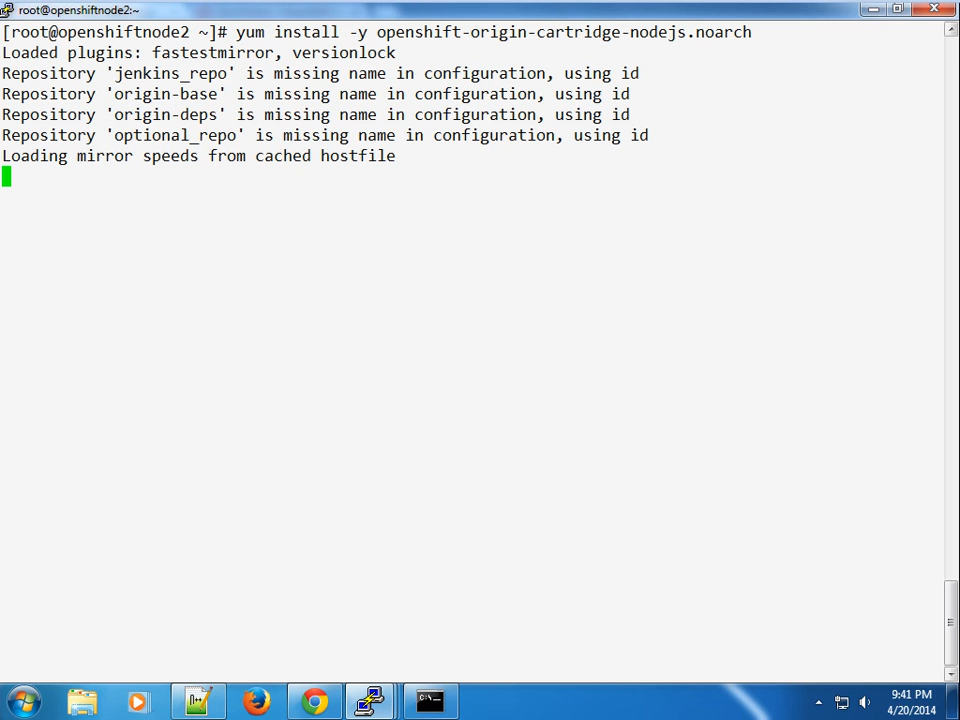 root@openshiftnode2:~
[root@openshiftnode2 ~]# yum install -y openshift-origin-cartridge-nodejs.noarch
Loaded plugins: fastestmirror, versionlock
Repository 'jenkins_repo' is missing name in configuration, using id
Repository 'origin-base' is missing name in configuration, using id
Repository 'origin-deps' is missing name in configuration, using id
Repository 'optional_repo' is missing name in configuration, using id
Loading mirror speeds from cached hostfile
9:41 PM
4/20/2014